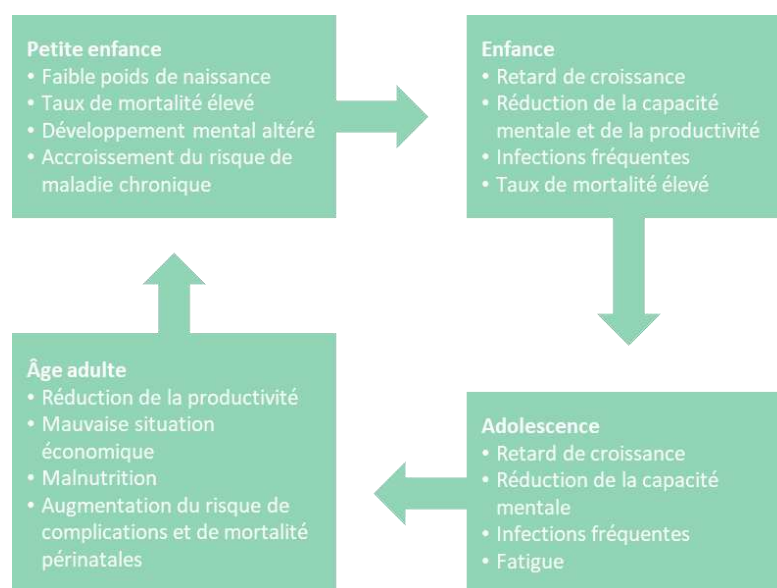 Petite enfance
• Faible poids de naissance
• Taux de mortalité élevé
• Développement mental altéré
• Accroissement du risque de
maladie chronique
Enfance
• Retard de croissance
• Réduction de la capacité
mentale et de la productivité
• Infections fréquentes
• Taux de mortalité élevé
Adolescence
• Retard de croissance
• Réduction de la capacité
mentale
• Infections fréquentes
• Fatigue
Âge adulte
• Réduction de la productivité
• Mauvaise situation
économique
• Malnutrition
• Augmentation du risque de
complications et de mortalité
périnatales